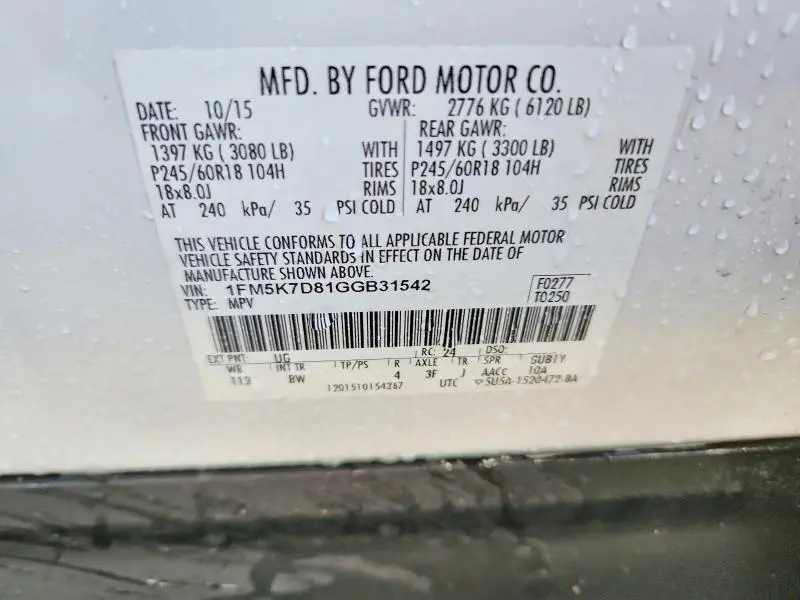 MFD. BY FORD MOTOR CO.
DATE: 10/15 GVWR: 2776 KG ( 6120 LB)
FRONT GAWR: REAR GAWR:
1397 KG ( 3080 LB) WITH 1497 KG ( 3300 LB) WITH
P245/60R18 104H TIRES P245/60R18 104H TIRES
18x8.0J RIMS 18x8.0J RIMS
AT 240 kPa/ 35 PSI COLD AT 240 kPa/ 35 PSI COLD
THIS VEHICLE CONFORMS TO ALL APPLICABLE FEDERAL MOTOR
VEHICLE SAFETY STANDARDS IN EFFECT ON THE DATE OF
MANUFACTURE SHOWN ABOVE.
VIN: 1FM5K7D81GGB31542 F0277
TYPE: MPV T0250
EXT PNT: UG RC: 24 DSO:
WB INT TR TP/PS R AXLE TR SPR
113 BW 4 3F J AACC 10A
1201510154267 UTC